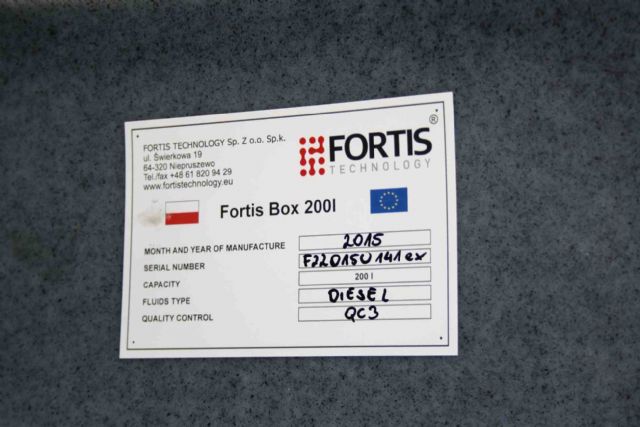 FORTIS TECHNOLOGY Sp. Z o.o. Sp.k.
ul. Świerkowa 19
64-320 Niepruszewo
Tel./fax +48 61 820 94 29
www.fortistechnology.eu
FORTIS®
TECHNOLOGY
Fortis Box 200l
MONTH AND YEAR OF MANUFACTURE 2015
SERIAL NUMBER F22015U141ex
CAPACITY 200 l
FLUIDS TYPE DIESEL
QUALITY CONTROL QC3